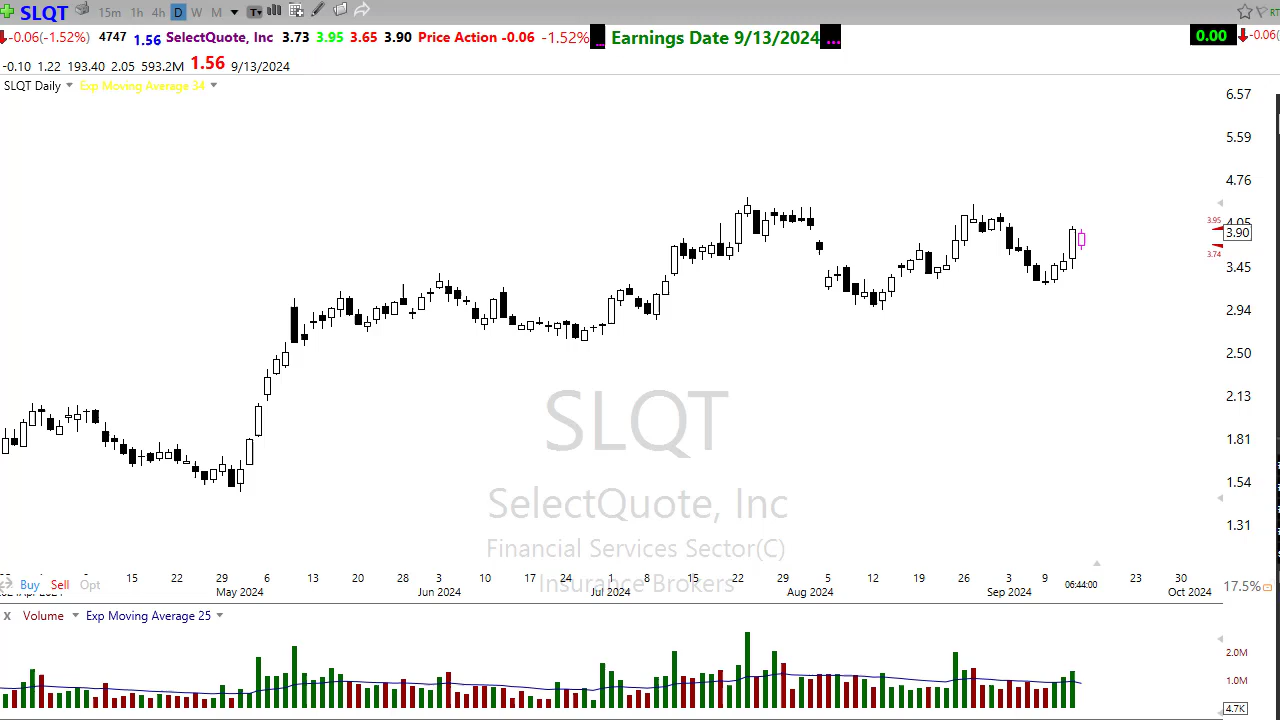 SLQT 15m 1h 4h D W M T RT
-0.06(-1.52%) 4747 1.56 SelectQuote, Inc 3.73 3.95 3.65 3.90 Price Action -0.06 -1.52% ... Earnings Date 9/13/2024 ... 0.00 -0.06(
-0.10 1.22 193.40 2.05 593.2M 1.56 9/13/2024
SLQT Daily Exp Moving Average 34
6.57
5.59
4.76
3.95 4.05
3.90
3.74
3.45
2.94
2.50
2.13
1.81
1.54
1.31
SLQT
SelectQuote, Inc
Financial Services Sector(C)
Insurance Brokers
15 22 29 6 13 20 28 3 10 17 24 1 8 15 22 29 5 12 19 26 3 9 06:44:00 23 30
Buy Sell Opt 17.5%
May 2024 Jun 2024 Jul 2024 Aug 2024 Sep 2024 Oct 2024
X Volume Exp Moving Average 25
2.0M
1.0M
4.7K